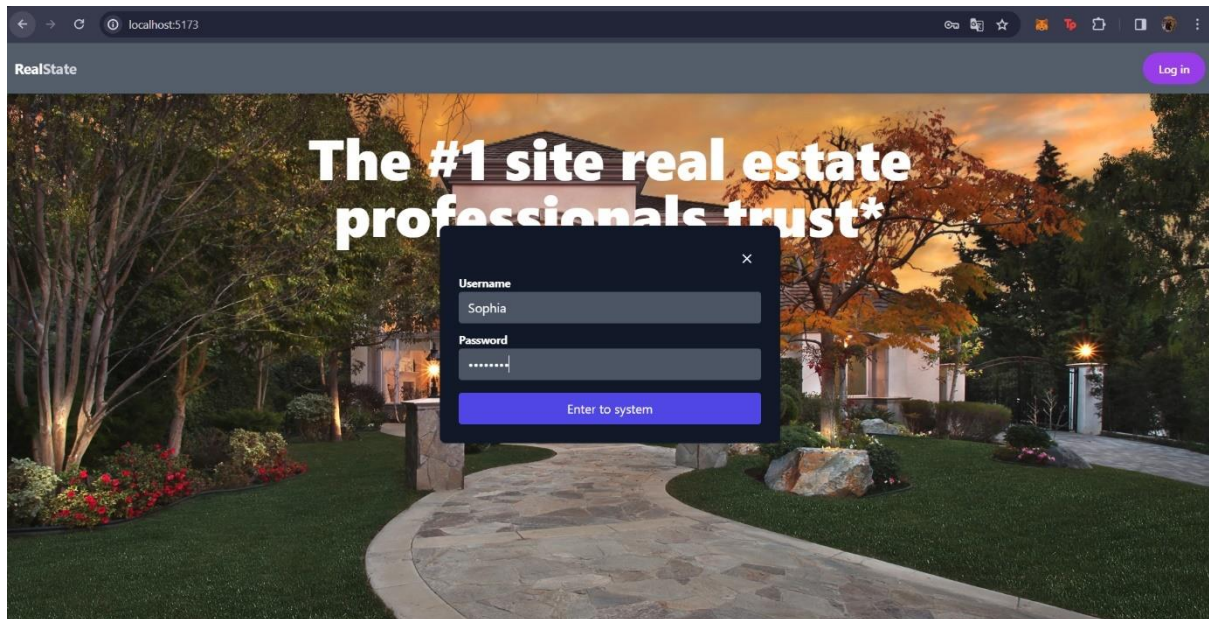 localhost:5173
RealState
Log in
The #1 site real estate
professionals trust*
Username
Sophia
Password
••••••••
Enter to system